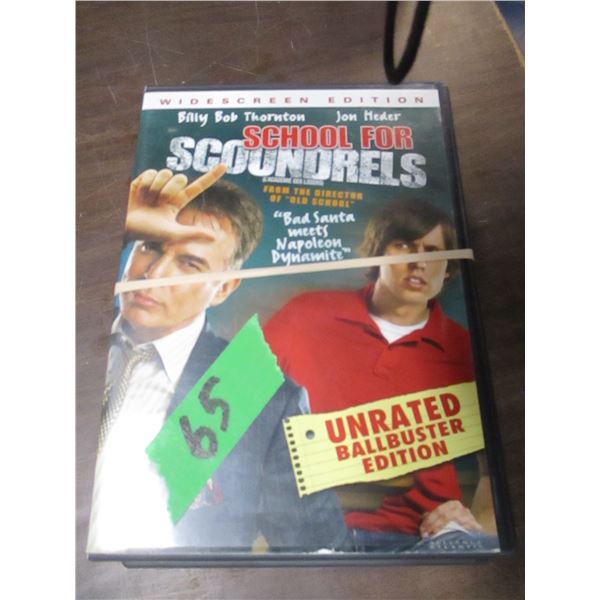 WIDESCREEN EDITION
Billy Bob Thornton Jon Heder
SCHOOL FOR
SCOUNDRELS
FROM THE DIRECTOR
OF "OLD SCHOOL"
"Bad Santa
meets
Napoleon
Dynamite"
65
UNRATED
BALLBUSTER
EDITION